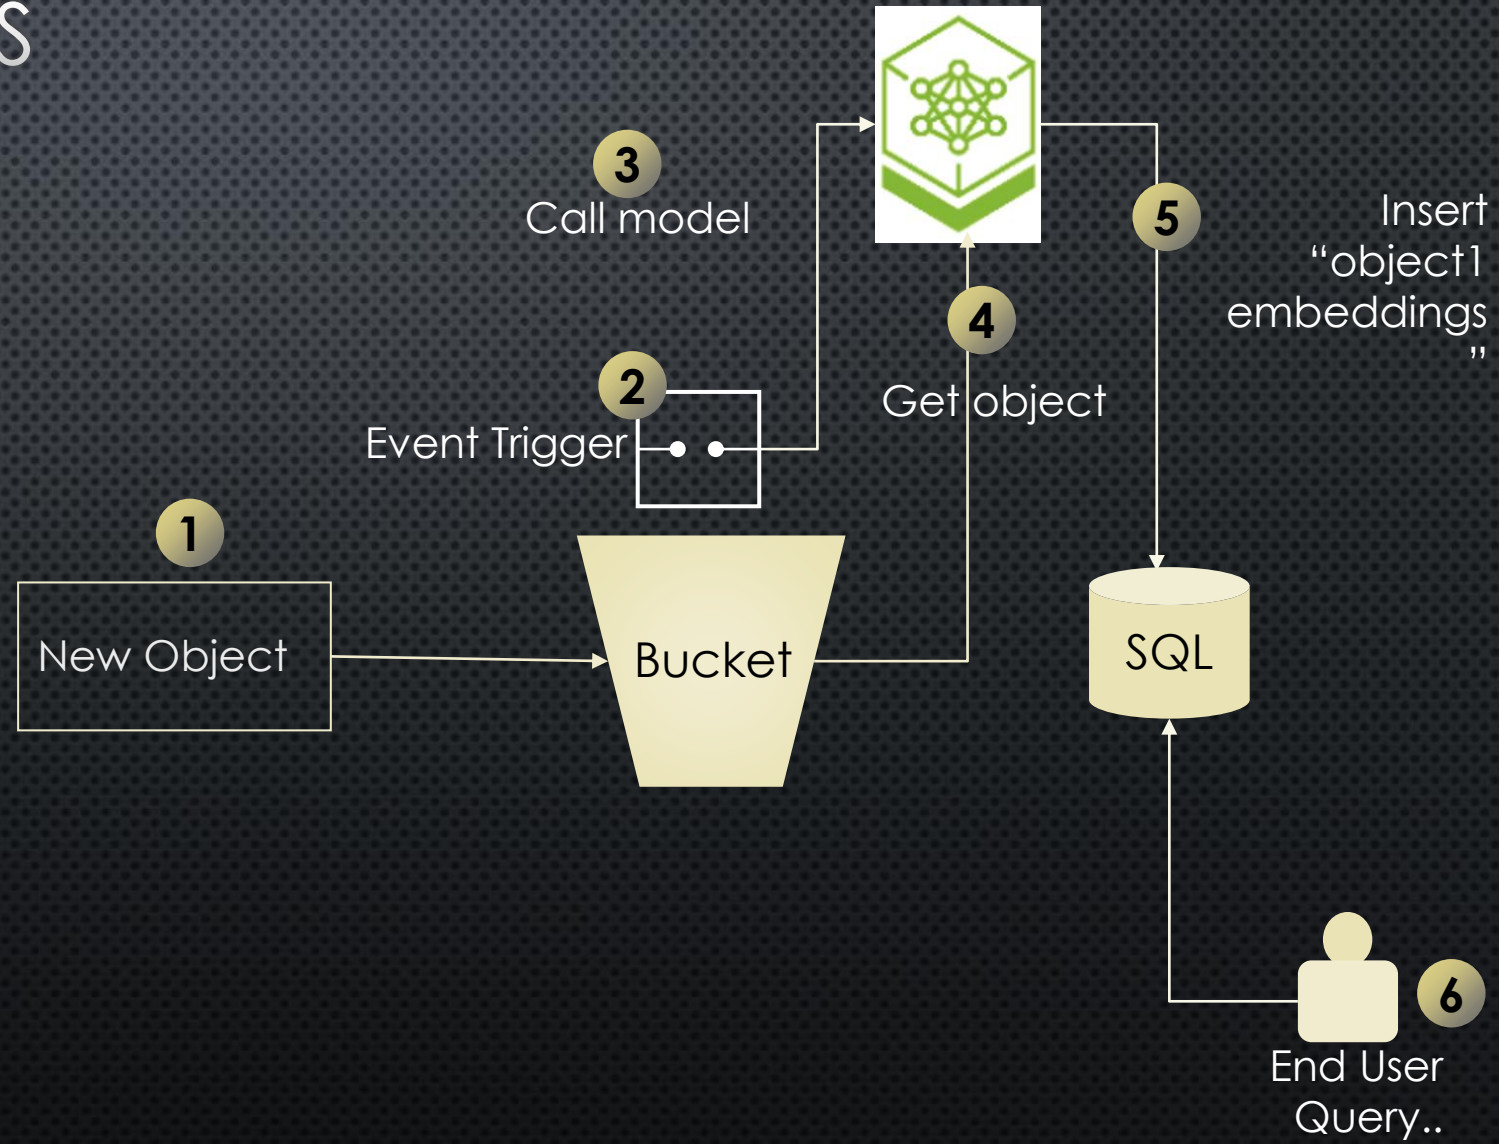 S
3
Call model
5
Insert
“object1
embeddings
”
4
Get object
2
Event Trigger
1
New Object
Bucket
SQL
6
End User
Query..